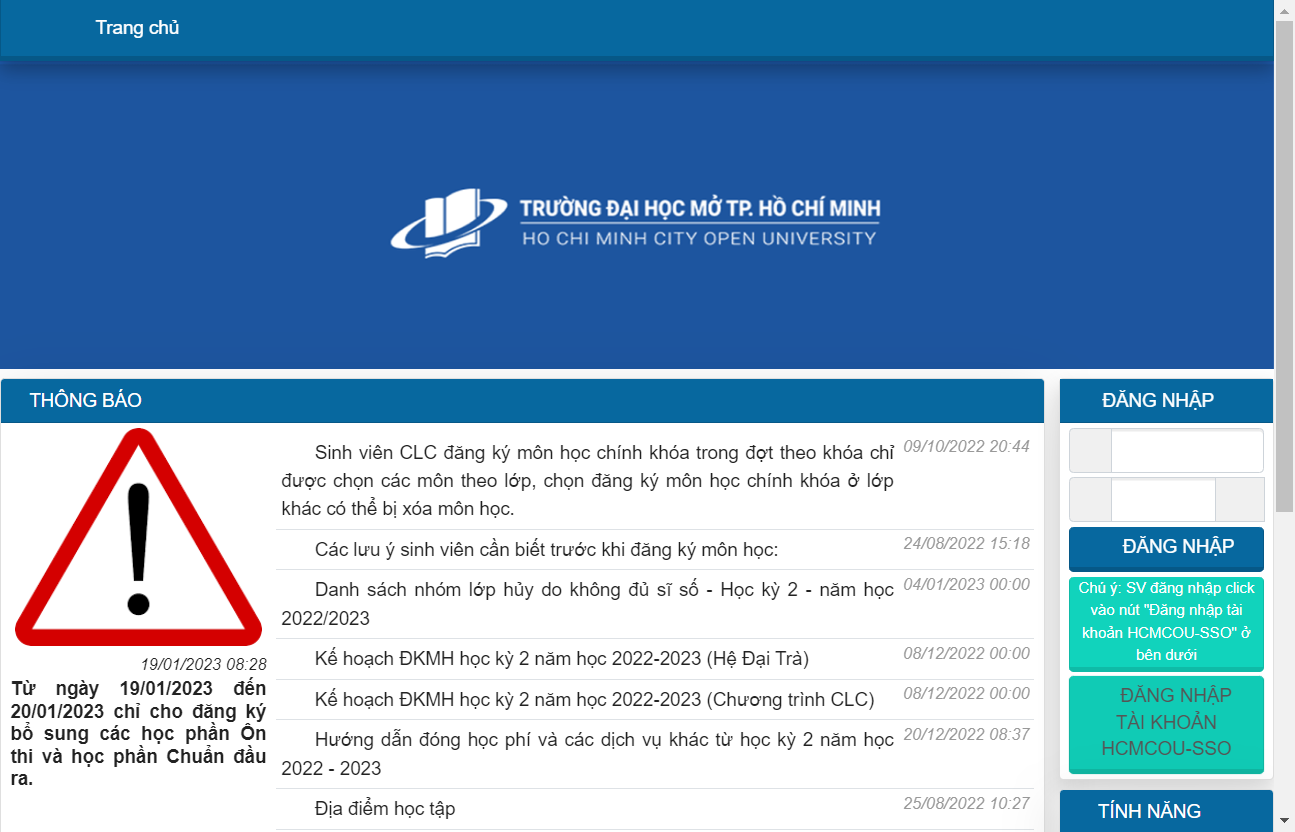 Trang chủ
TRƯỜNG ĐẠI HỌC MỞ TP. HỒ CHÍ MINH
HO CHI MINH CITY OPEN UNIVERSITY
THÔNG BÁO
19/01/2023 08:28
Từ ngày 19/01/2023 đến
20/01/2023 chỉ cho đăng ký
bổ sung các học phần Ôn
thi và học phần Chuẩn đầu
ra.
Sinh viên CLC đăng ký môn học chính khóa trong đợt theo khóa chỉ
được chọn các môn theo lớp, chọn đăng ký môn học chính khóa ở lớp
khác có thể bị xóa môn học.
09/10/2022 20:44
Các lưu ý sinh viên cần biết trước khi đăng ký môn học:
24/08/2022 15:18
Danh sách nhóm lớp hủy do không đủ sĩ số - Học kỳ 2 - năm học
2022/2023
04/01/2023 00:00
Kế hoạch ĐKMH học kỳ 2 năm học 2022-2023 (Hệ Đại Trà)
08/12/2022 00:00
Kế hoạch ĐKMH học kỳ 2 năm học 2022-2023 (Chương trình CLC)
08/12/2022 00:00
Hướng dẫn đóng học phí và các dịch vụ khác từ học kỳ 2 năm học
2022 - 2023
20/12/2022 08:37
Địa điểm học tập
25/08/2022 10:27
ĐĂNG NHẬP
ĐĂNG NHẬP
Chú ý: SV đăng nhập click
vào nút "Đăng nhập tài
khoản HCMCOU-SSO" ở
bên dưới
ĐĂNG NHẬP
TÀI KHOẢN
HCMCOU-SSO
TÍNH NĂNG